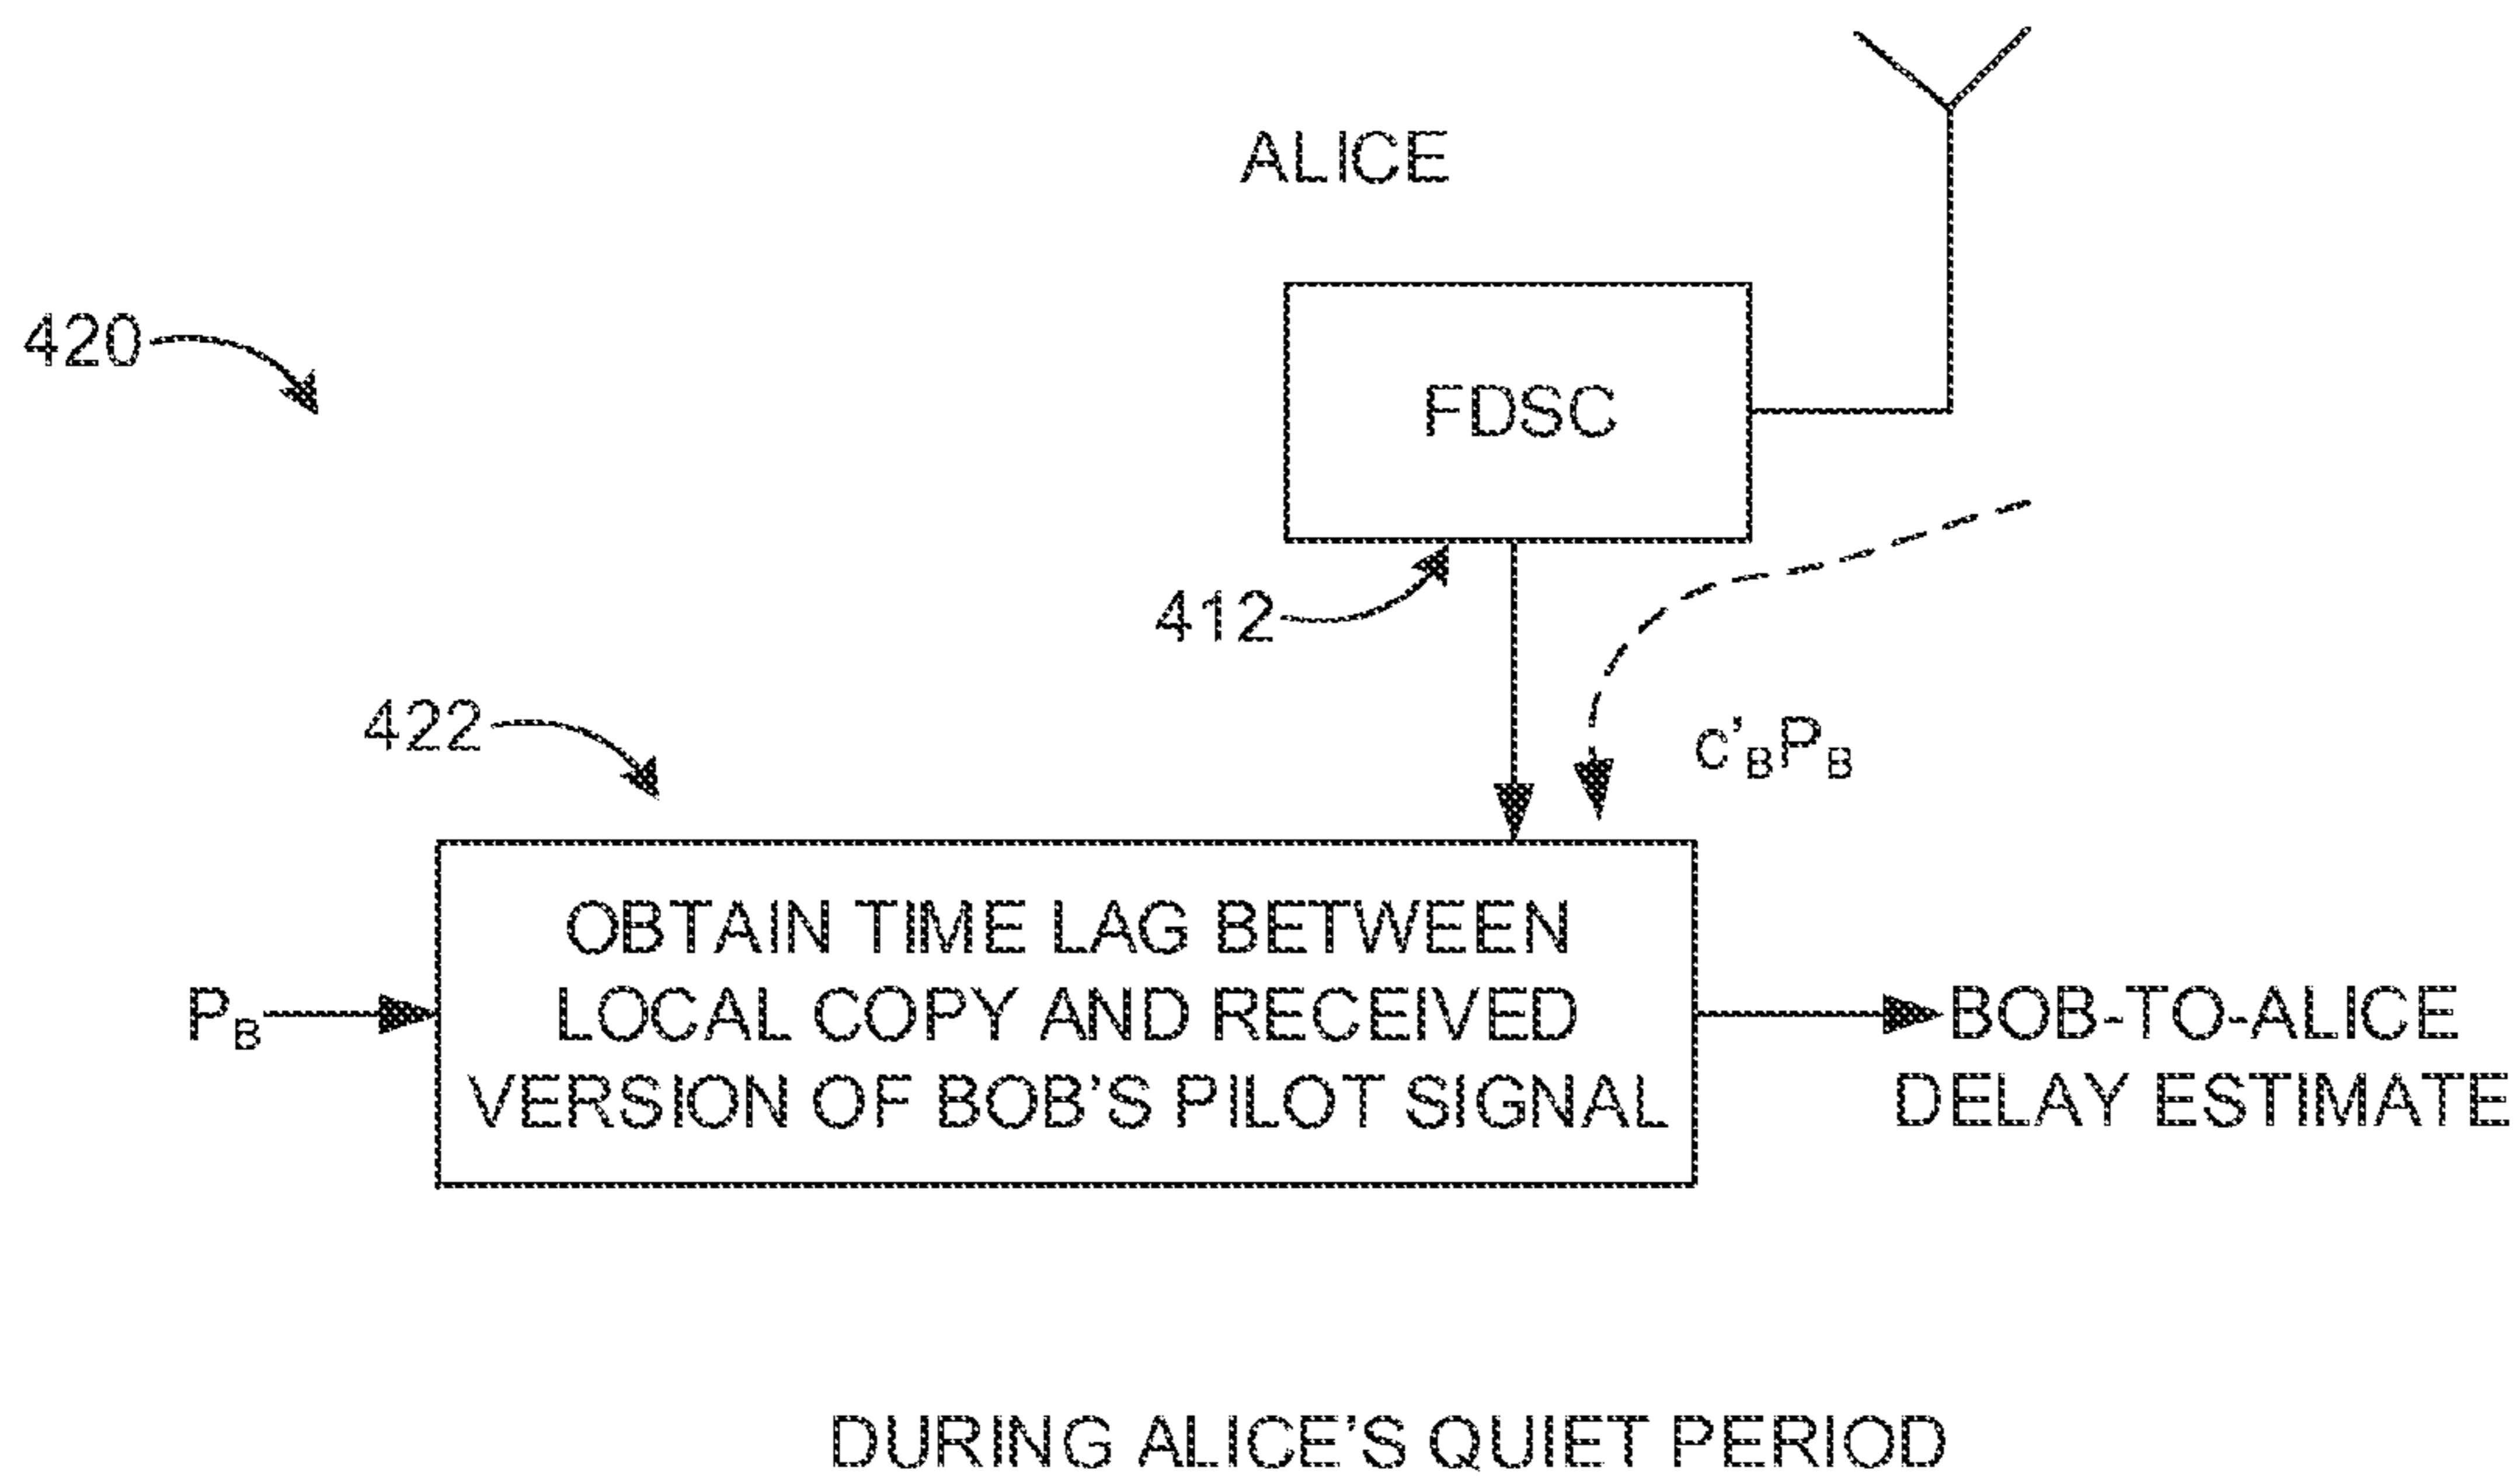 ALICE
420
FDSC
412
422
c'BPB
OBTAIN TIME LAG BETWEEN
LOCAL COPY AND RECEIVED
VERSION OF BOB'S PILOT SIGNAL
PB
BOB-TO-ALICE
DELAY ESTIMATE
DURING ALICE'S QUIET PERIOD